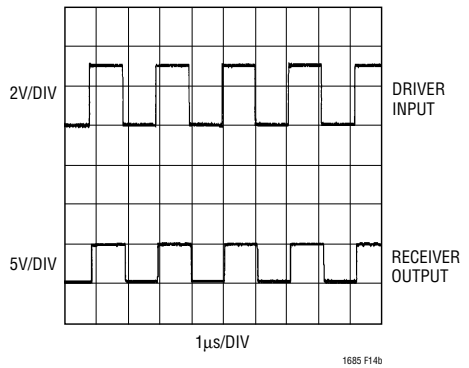 2V/DIV
DRIVER
INPUT
5V/DIV
RECEIVER
OUTPUT
1μs/DIV
1685 F14b